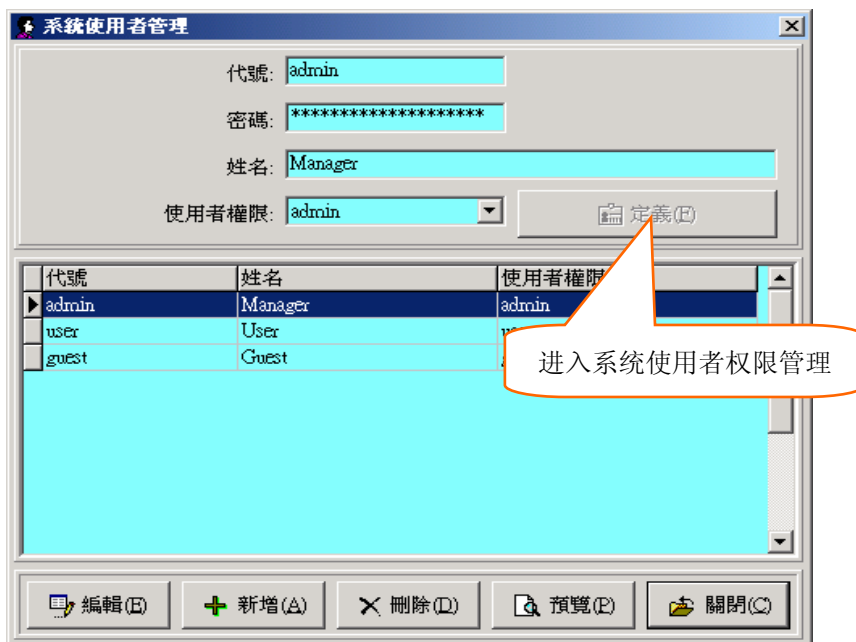 系統使用者管理
代號: admin
密碼: ********************
姓名: Manager
使用者權限: admin 定義(F)
代號 姓名 使用者權限
admin Manager admin
user User
guest Guest
进入系统使用者权限管理
編輯(E) 新增(A) 刪除(D) 預覽(P) 關閉(C)